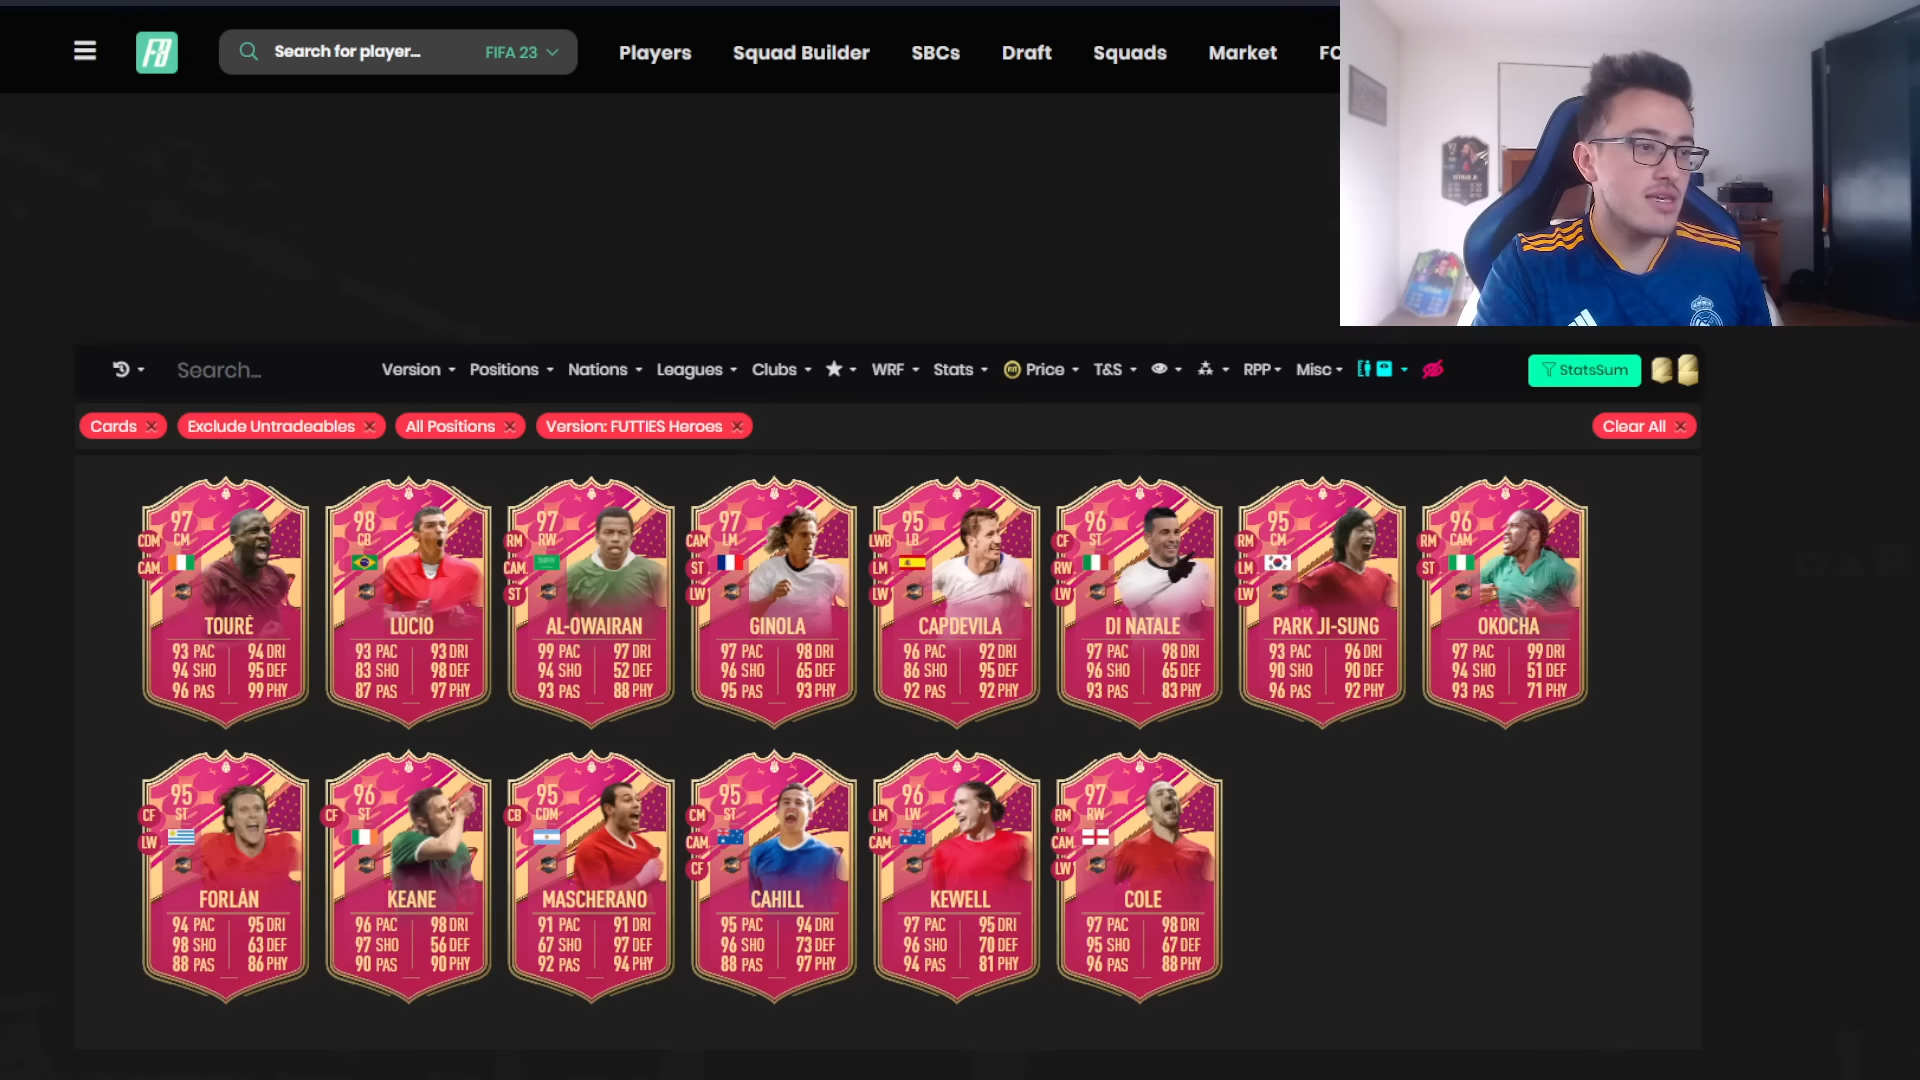 FB Search for player... FIFA 23 Players Squad Builder SBCs Draft Squads Market FC
Search... Version Positions Nations Leagues Clubs WRF Stats Price T&S RPP Misc StatsSum
Cards Exclude Untradeables All Positions Version: FUTTIES Heroes Clear All
97 CM CDM CAM
TOURÉ
93 PAC 94 DRI
94 SHO 95 DEF
96 PAS 99 PHY
98 CB
LÚCIO
93 PAC 93 DRI
83 SHO 98 DEF
87 PAS 97 PHY
97 RW RM CAM ST
AL-OWAIRAN
99 PAC 97 DRI
94 SHO 52 DEF
93 PAS 88 PHY
97 LM CAM ST LW
GINOLA
97 PAC 98 DRI
96 SHO 65 DEF
95 PAS 93 PHY
95 LB LWB LM LW
CAPDEVILA
96 PAC 92 DRI
86 SHO 95 DEF
92 PAS 92 PHY
96 ST CF RW LW
DI NATALE
97 PAC 98 DRI
96 SHO 65 DEF
93 PAS 83 PHY
95 CM RM LM LW
PARK JI-SUNG
93 PAC 96 DRI
90 SHO 90 DEF
96 PAS 92 PHY
96 CAM RM ST
OKOCHA
97 PAC 99 DRI
94 SHO 51 DEF
93 PAS 71 PHY
95 ST CF LW
FORLÁN
94 PAC 95 DRI
98 SHO 63 DEF
88 PAS 86 PHY
96 ST CF
KEANE
96 PAC 98 DRI
97 SHO 56 DEF
90 PAS 90 PHY
95 CDM CB
MASCHERANO
91 PAC 91 DRI
67 SHO 97 DEF
92 PAS 94 PHY
95 ST CM CAM CF
CAHILL
95 PAC 94 DRI
96 SHO 73 DEF
88 PAS 97 PHY
96 LW LM CAM
KEWELL
97 PAC 95 DRI
96 SHO 70 DEF
94 PAS 81 PHY
97 RW RM CAM LW
COLE
97 PAC 98 DRI
95 SHO 67 DEF
96 PAS 88 PHY